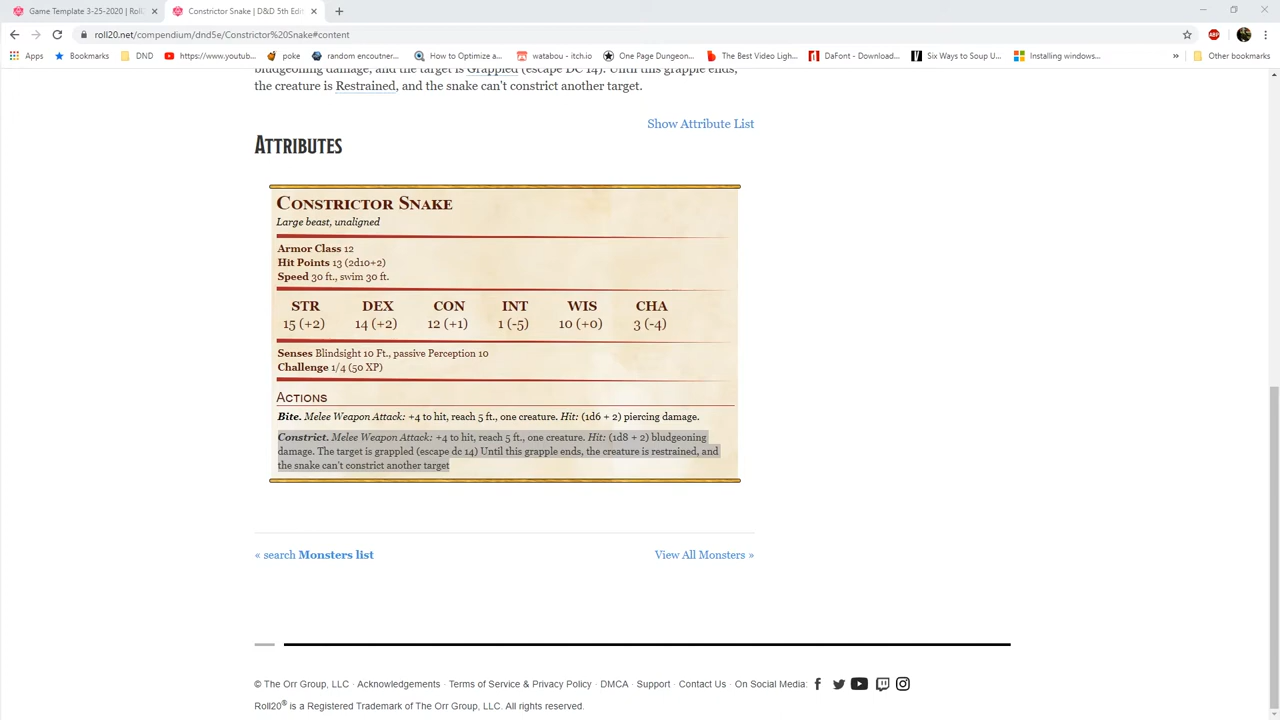 Game Template 3-25-2020 | Roll2
Constrictor Snake | D&D 5th Edi
roll20.net/compendium/dnd5e/Constrictor%20Snake#content
Apps
Bookmarks
DND
https://www.youtube...
poke
random encoutner...
How to Optimize a...
watabou - itch.io
One Page Dungeon...
The Best Video Ligh...
DaFont - Download...
Six Ways to Soup U...
Installing windows...
»
Other bookmarks
bludgeoning damage, and the target is Grappled (escape DC 14). Until this grapple ends,
the creature is Restrained, and the snake can't constrict another target.
Show Attribute List
Attributes
Constrictor Snake
Large beast, unaligned
Armor Class 12
Hit Points 13 (2d10+2)
Speed 30 ft., swim 30 ft.
STR DEX CON INT WIS CHA
15 (+2) 14 (+2) 12 (+1) 1 (-5) 10 (+0) 3 (-4)
Senses Blindsight 10 Ft., passive Perception 10
Challenge 1/4 (50 XP)
Actions
Bite. Melee Weapon Attack: +4 to hit, reach 5 ft., one creature. Hit: (1d6 + 2) piercing damage.
Constrict. Melee Weapon Attack: +4 to hit, reach 5 ft., one creature. Hit: (1d8 + 2) bludgeoning
damage. The target is grappled (escape dc 14) Until this grapple ends, the creature is restrained, and
the snake can't constrict another target
« search Monsters list
View All Monsters »
© The Orr Group, LLC · Acknowledgements · Terms of Service & Privacy Policy · DMCA · Support · Contact Us · On Social Media:
Roll20® is a Registered Trademark of The Orr Group, LLC. All rights reserved.